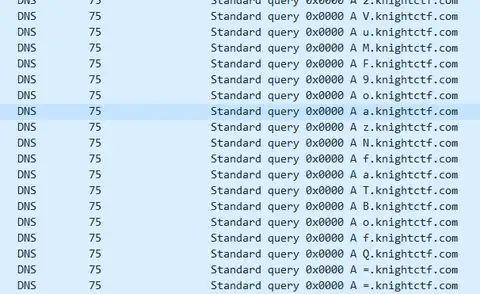 DNS 75 Standard query 0x0000 A z.knightctf.com
DNS 75 Standard query 0x0000 A V.knightctf.com
DNS 75 Standard query 0x0000 A u.knightctf.com
DNS 75 Standard query 0x0000 A M.knightctf.com
DNS 75 Standard query 0x0000 A F.knightctf.com
DNS 75 Standard query 0x0000 A 9.knightctf.com
DNS 75 Standard query 0x0000 A o.knightctf.com
DNS 75 Standard query 0x0000 A a.knightctf.com
DNS 75 Standard query 0x0000 A z.knightctf.com
DNS 75 Standard query 0x0000 A N.knightctf.com
DNS 75 Standard query 0x0000 A f.knightctf.com
DNS 75 Standard query 0x0000 A a.knightctf.com
DNS 75 Standard query 0x0000 A T.knightctf.com
DNS 75 Standard query 0x0000 A B.knightctf.com
DNS 75 Standard query 0x0000 A o.knightctf.com
DNS 75 Standard query 0x0000 A f.knightctf.com
DNS 75 Standard query 0x0000 A Q.knightctf.com
DNS 75 Standard query 0x0000 A =.knightctf.com
DNS 75 Standard query 0x0000 A =.knightctf.com